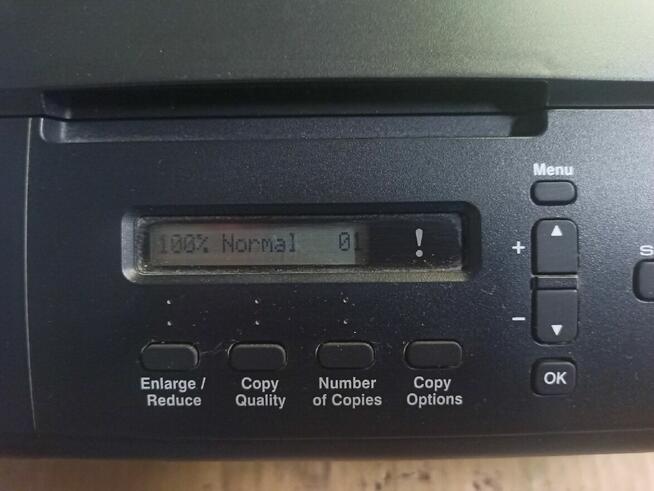 Menu
100% Normal 01 !
+
S
−
Enlarge /
Reduce
Copy
Quality
Number
of Copies
Copy
Options
OK